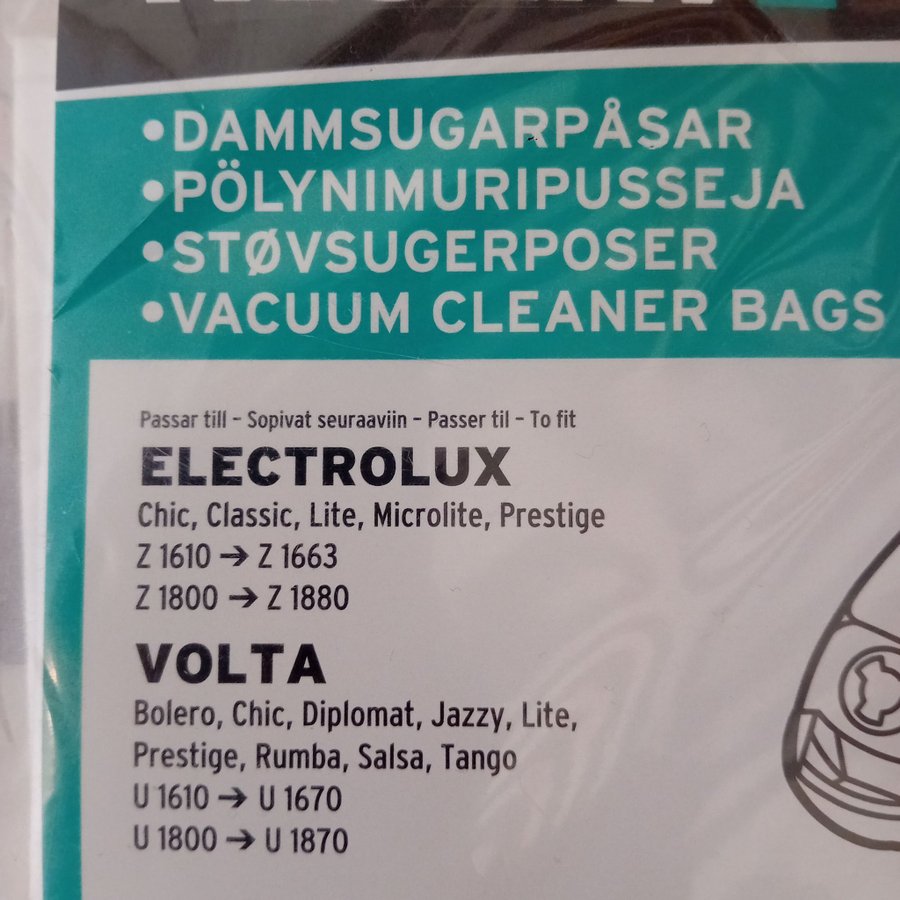 •DAMMSUGARPÅSAR
•PÖLYNIMURIPUSSEJA
•STØVSUGERPOSER
•VACUUM CLEANER BAGS
Passar till – Sopivat seuraaviin – Passer til – To fit
ELECTROLUX
Chic, Classic, Lite, Microlite, Prestige
Z 1610 → Z 1663
Z 1800 → Z 1880
VOLTA
Bolero, Chic, Diplomat, Jazzy, Lite,
Prestige, Rumba, Salsa, Tango
U 1610 → U 1670
U 1800 → U 1870